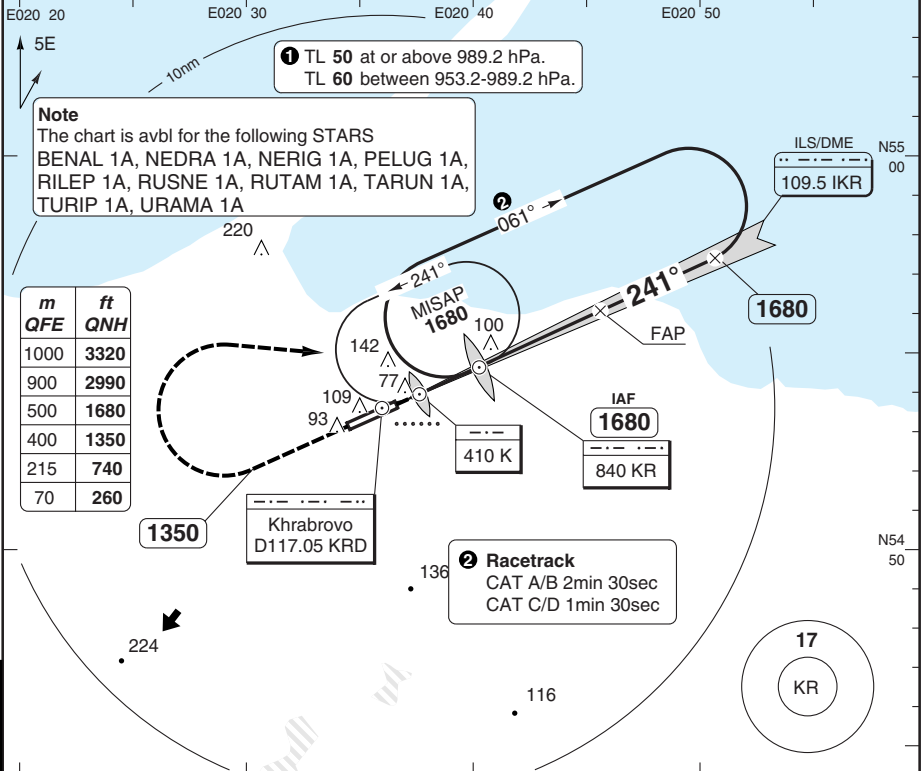 E020 20
E020 30
E020 40
E020 50
5E
10nm
1 TL 50 at or above 989.2 hPa.
TL 60 between 953.2-989.2 hPa.
Note
The chart is avbl for the following STARS
BENAL 1A, NEDRA 1A, NERIG 1A, PELUG 1A,
RILEP 1A, RUSNE 1A, RUTAM 1A, TARUN 1A,
TURIP 1A, URAMA 1A
ILS/DME
109.5 IKR
N55
00
2
061°
220
241°
MISAP
1680
241°
1680
m ft
QFE QNH
1000 3320
900 2990
500 1680
400 1350
215 740
70 260
100
FAP
142
77
109
93
IAF
1680
840 KR
410 K
1350
Khrabrovo
D117.05 KRD
N54
50
2 Racetrack
CAT A/B 2min 30sec
CAT C/D 1min 30sec
136
224
116
17
KR